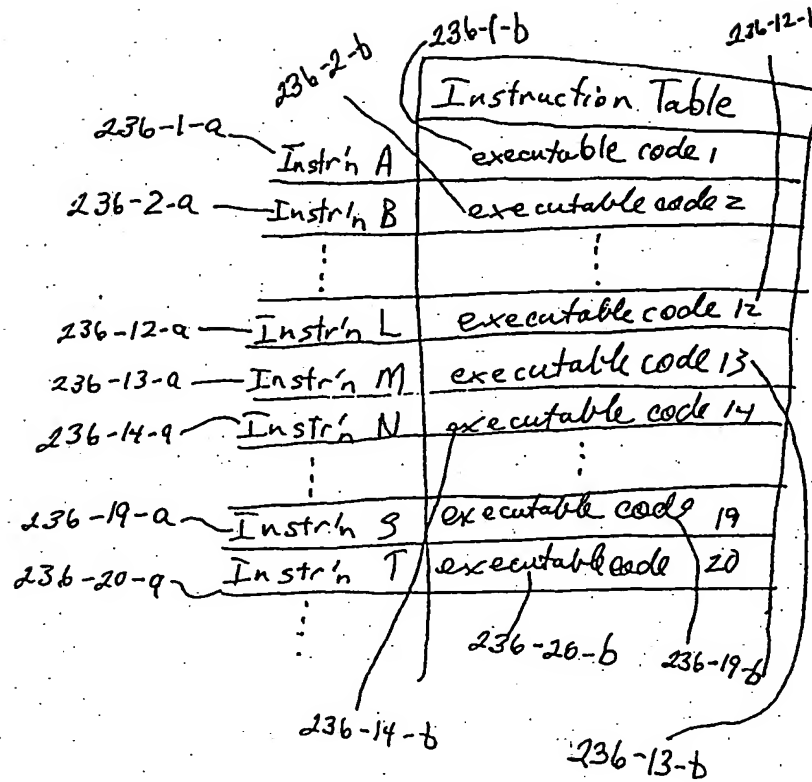 236-1-b
236-2-b
Instruction Table
236-1-a Instr'n A executable code 1
236-2-a Instr'n B executable code 2
236-12-a Instr'n L executable code 12
236-13-a Instr'n M executable code 13
236-14-a Instr'n N executable code 14
236-19-a Instr'n S executable code 19
236-20-a Instr'n T executable code 20
236-20-b 236-19-b
236-14-b
236-13-b